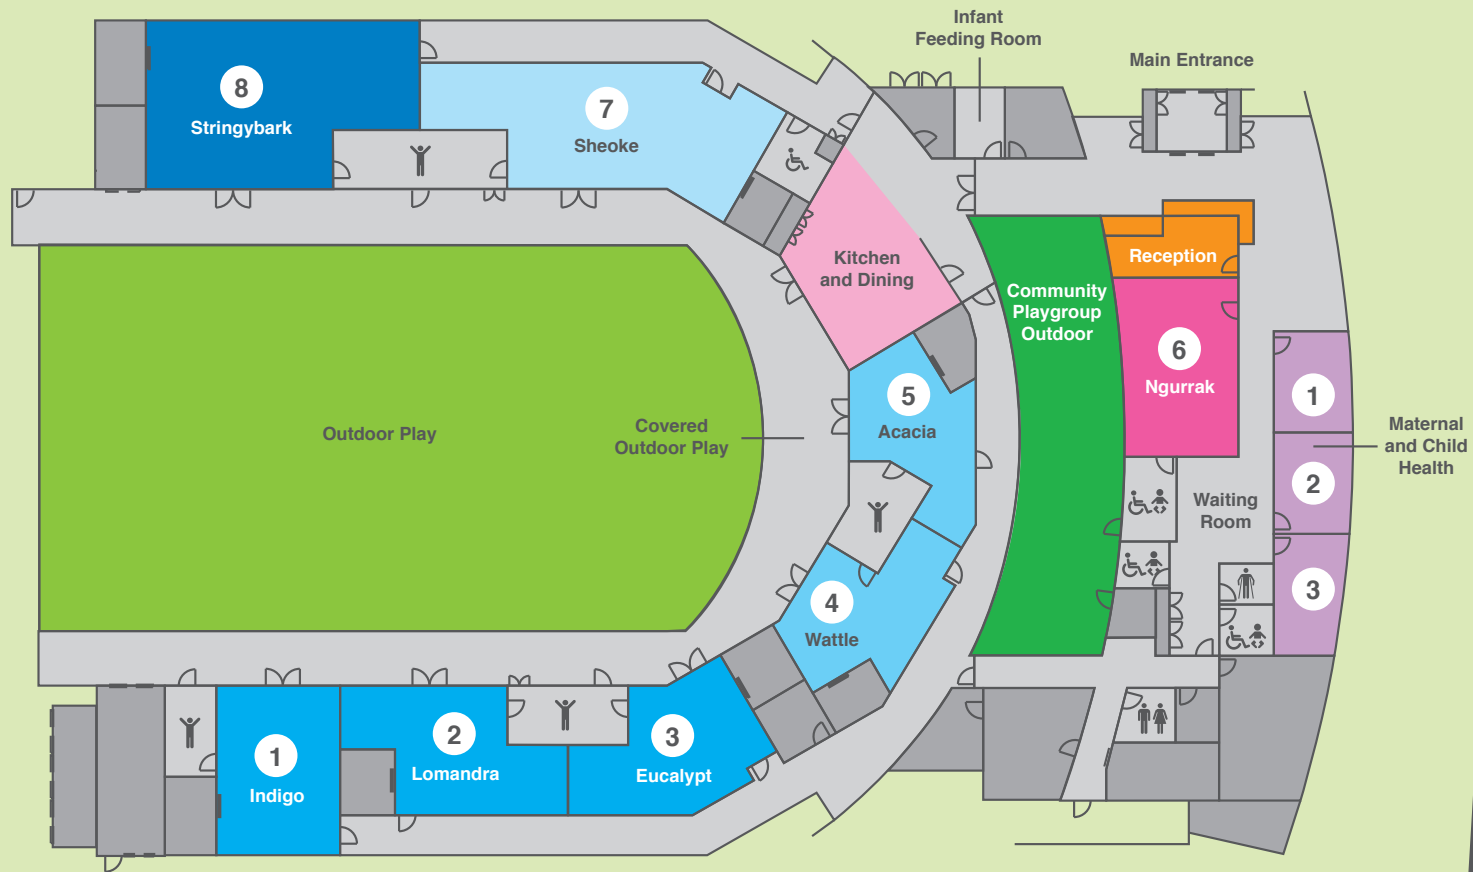 Infant
Feeding Room
Main Entrance
8
Stringybark
7
Sheoke
Kitchen
and Dining
Reception
Community
Playgroup
Outdoor
6
Ngurrak
5
Acacia
1
Maternal
and Child
Health
2
Outdoor Play
Covered
Outdoor Play
Waiting
Room
3
4
Wattle
1
Indigo
2
Lomandra
3
Eucalypt